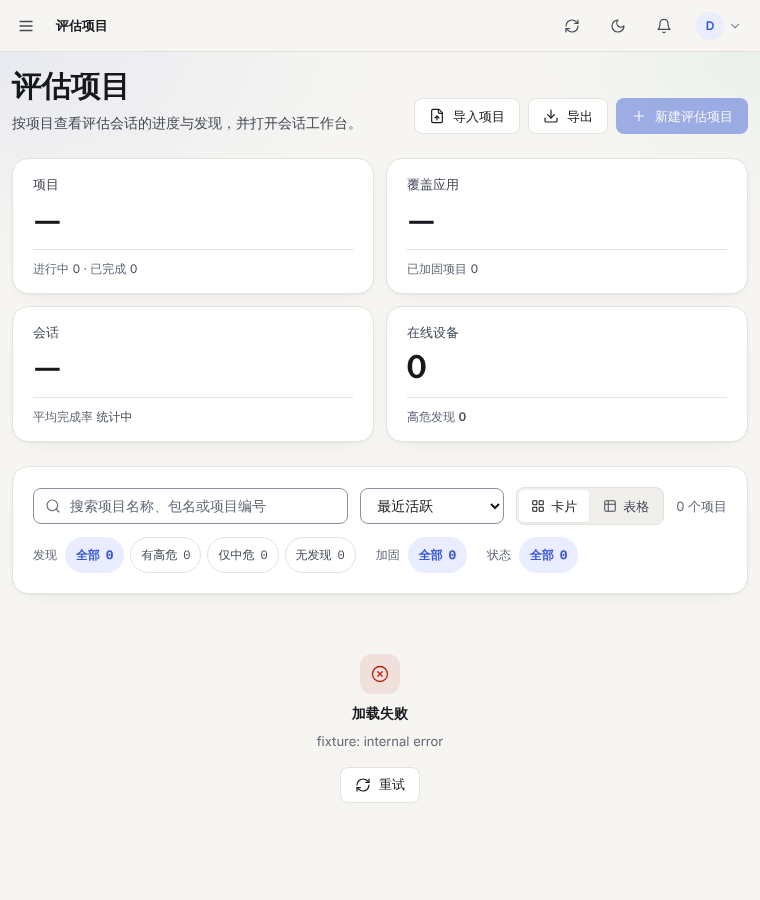 评估项目
D
评估项目
按项目查看评估会话的进度与发现，并打开会话工作台。
导入项目
导出
新建评估项目
项目
—
进行中 0 · 已完成 0
覆盖应用
—
已加固项目 0
会话
—
平均完成率 统计中
在线设备
0
高危发现 0
搜索项目名称、包名或项目编号
最近活跃
卡片
表格
0 个项目
发现 全部 0 有高危 0 仅中危 0 无发现 0 加固 全部 0 状态 全部 0
加载失败
fixture: internal error
重试